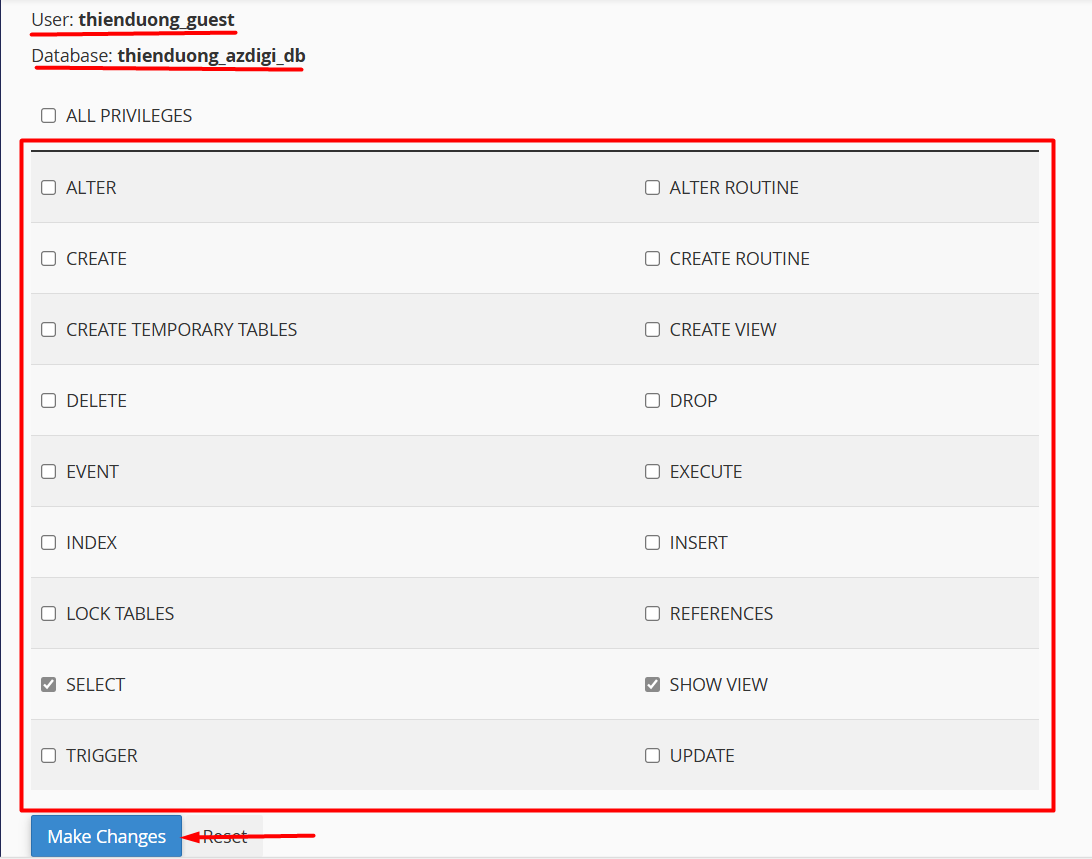 User: thienduong_guest
Database: thienduong_azdigi_db
ALL PRIVILEGES
ALTER ALTER ROUTINE
CREATE CREATE ROUTINE
CREATE TEMPORARY TABLES CREATE VIEW
DELETE DROP
EVENT EXECUTE
INDEX INSERT
LOCK TABLES REFERENCES
SELECT SHOW VIEW
TRIGGER UPDATE
Make Changes Reset